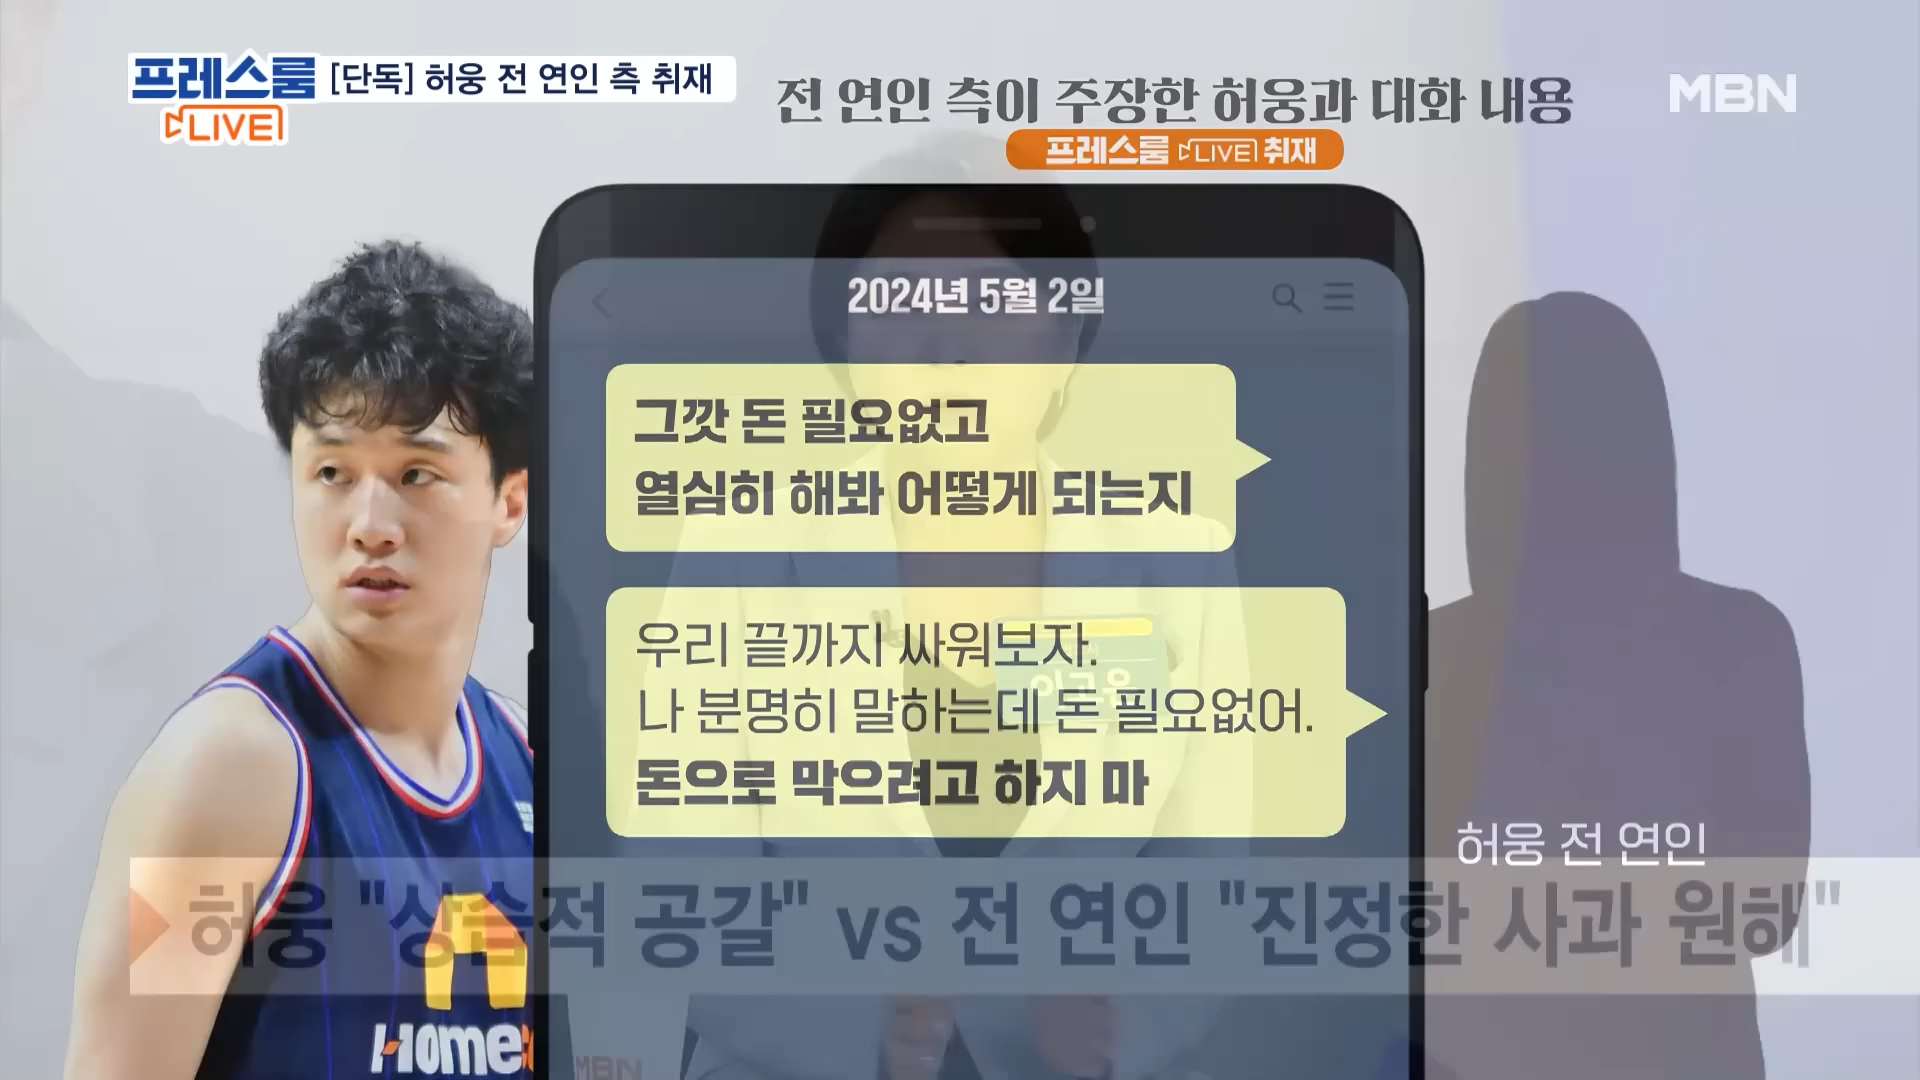 프레스룸
LIVE
[단독] 허웅 전 연인 측 취재
전 연인 측이 주장한 허웅과 대화 내용
프레스룸 LIVE 취재
MBN
2024년 5월 2일
그깟 돈 필요없고
열심히 해봐 어떻게 되는지
우리 끝까지 싸워보자.
나 분명히 말하는데 돈 필요없어.
돈으로 막으려고 하지 마
허웅 전 연인
허웅 "상습적 공갈" vs 전 연인 "진정한 사과 원해"
MBN